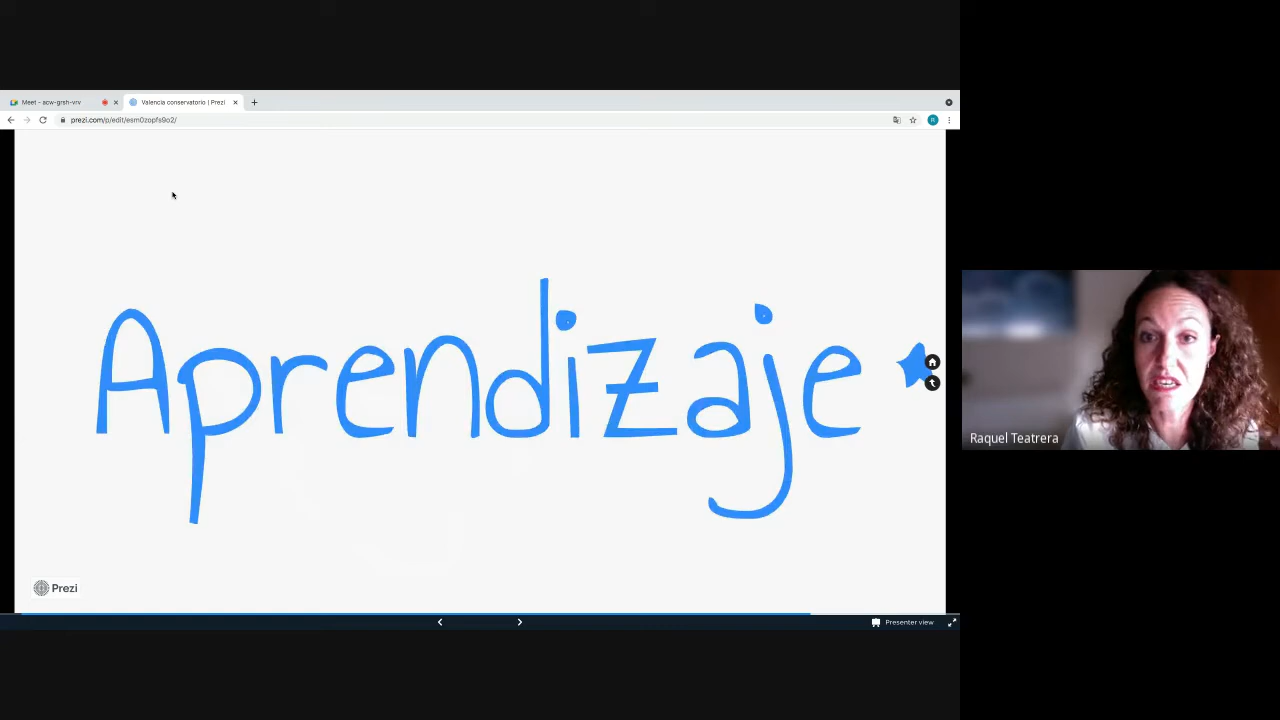 Meet - acw-grsh-vrv
Valencia conservatorio | Prezi
prezi.com/p/edit/esm0zopfs9o2/
R
Aprendizaje
Raquel Teatrera
Prezi
Presenter view